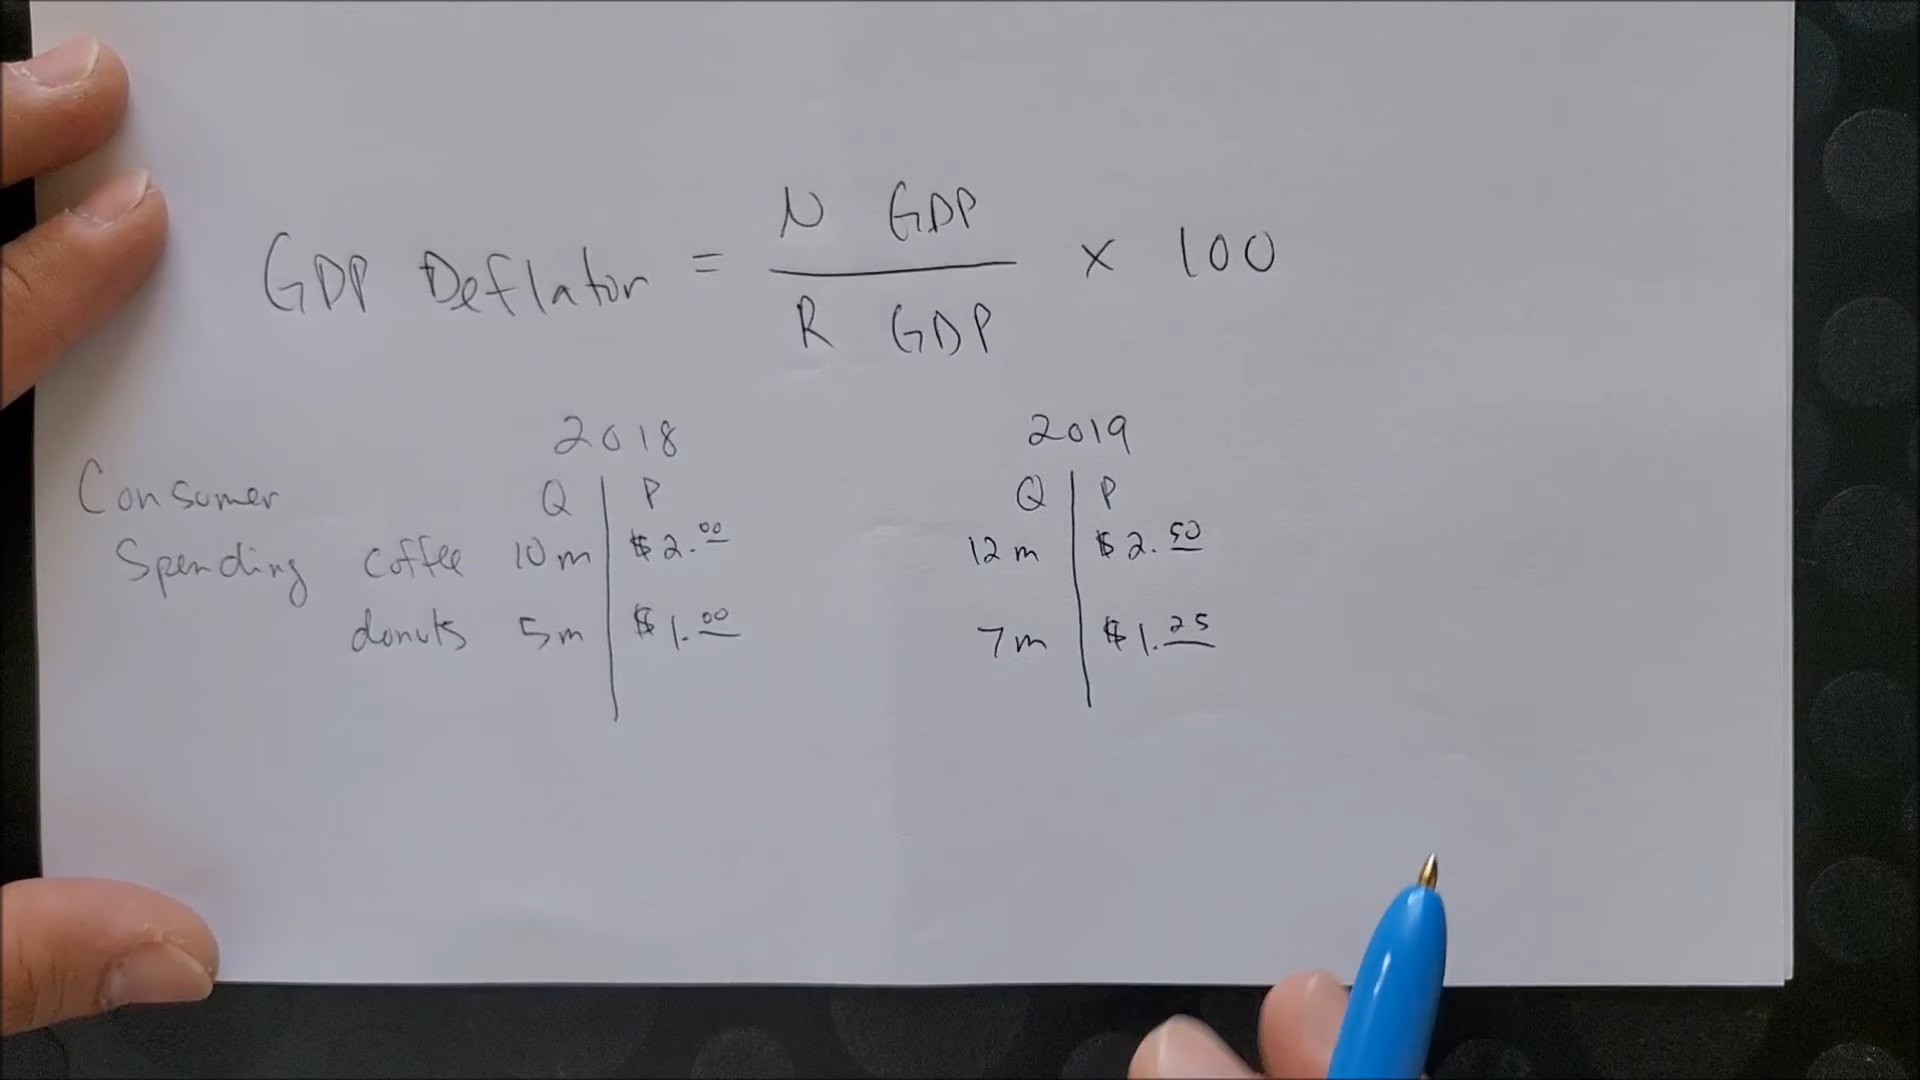 N GDP
GDP Deflator = ——— × 100
R GDP
2018 2019
Consumer Q P Q P
Spending coffee 10m $2.00 12m $2.50
donuts 5m $1.00 7m $1.25